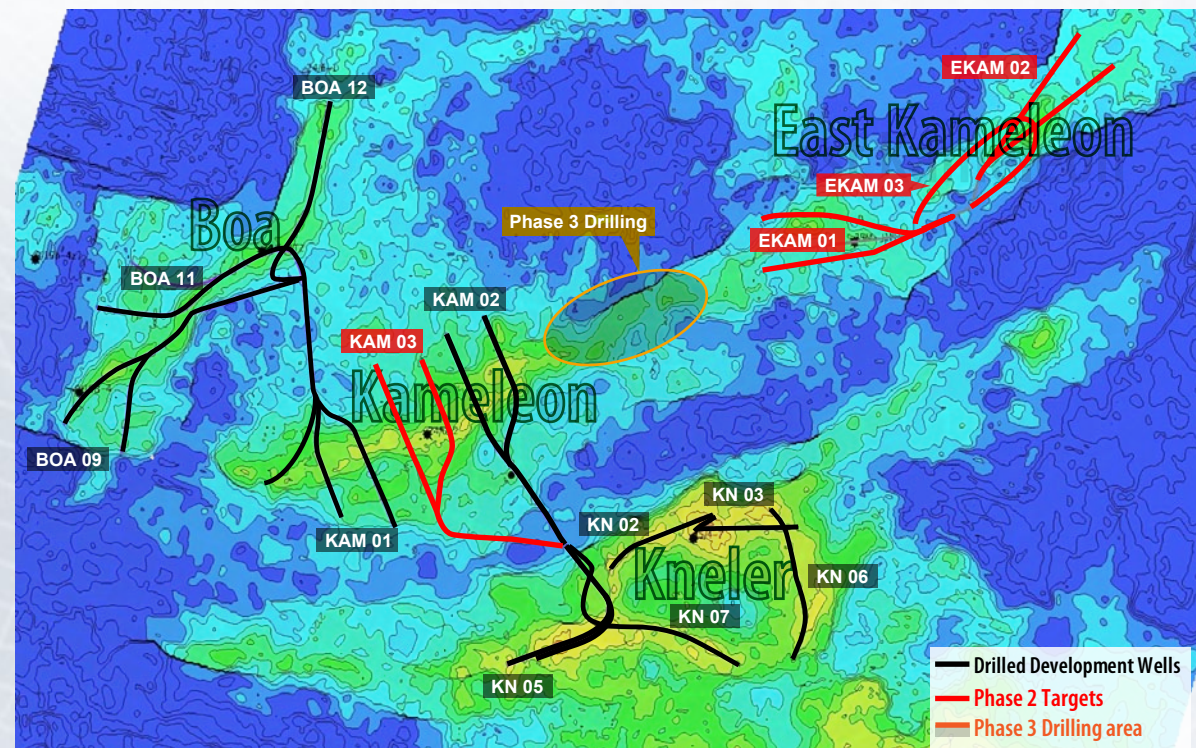 BOA 12
EKAM 02
East Kameleon
EKAM 03
Boa
Phase 3 Drilling
EKAM 01
BOA 11
KAM 02
KAM 03
Kameleon
BOA 09
KN 03
KN 02
KAM 01
Kneler
KN 06
KN 07
KN 05
Drilled Development Wells
Phase 2 Targets
Phase 3 Drilling area